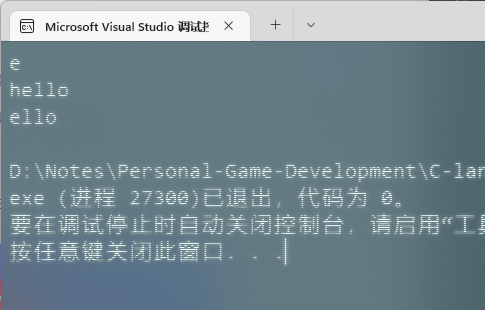 Microsoft Visual Studio 调试
e
hello
ello
D:\Notes\Personal-Game-Development\C-lan
exe (进程 27300)已退出，代码为 0。
要在调试停止时自动关闭控制台，请启用“工具
按任意键关闭此窗口. . .